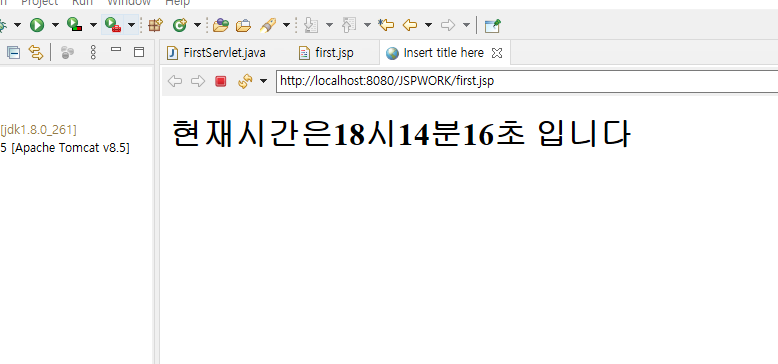 Project Run Window Help
FirstServlet.java first.jsp Insert title here
http://localhost:8080/JSPWORK/first.jsp
현재시간은18시14분16초 입니다
[jdk1.8.0_261]
5 [Apache Tomcat v8.5]